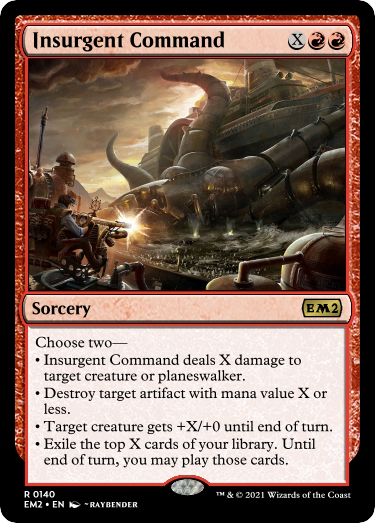 Insurgent Command X
Sorcery EM2
Choose two—
• Insurgent Command deals X damage to
target creature or planeswalker.
• Destroy target artifact with mana value X or
less.
• Target creature gets +X/+0 until end of turn.
• Exile the top X cards of your library. Until
end of turn, you may play those cards.
R 0140
EM2 • EN ~RAYBENDER ™ & © 2021 Wizards of the Coast